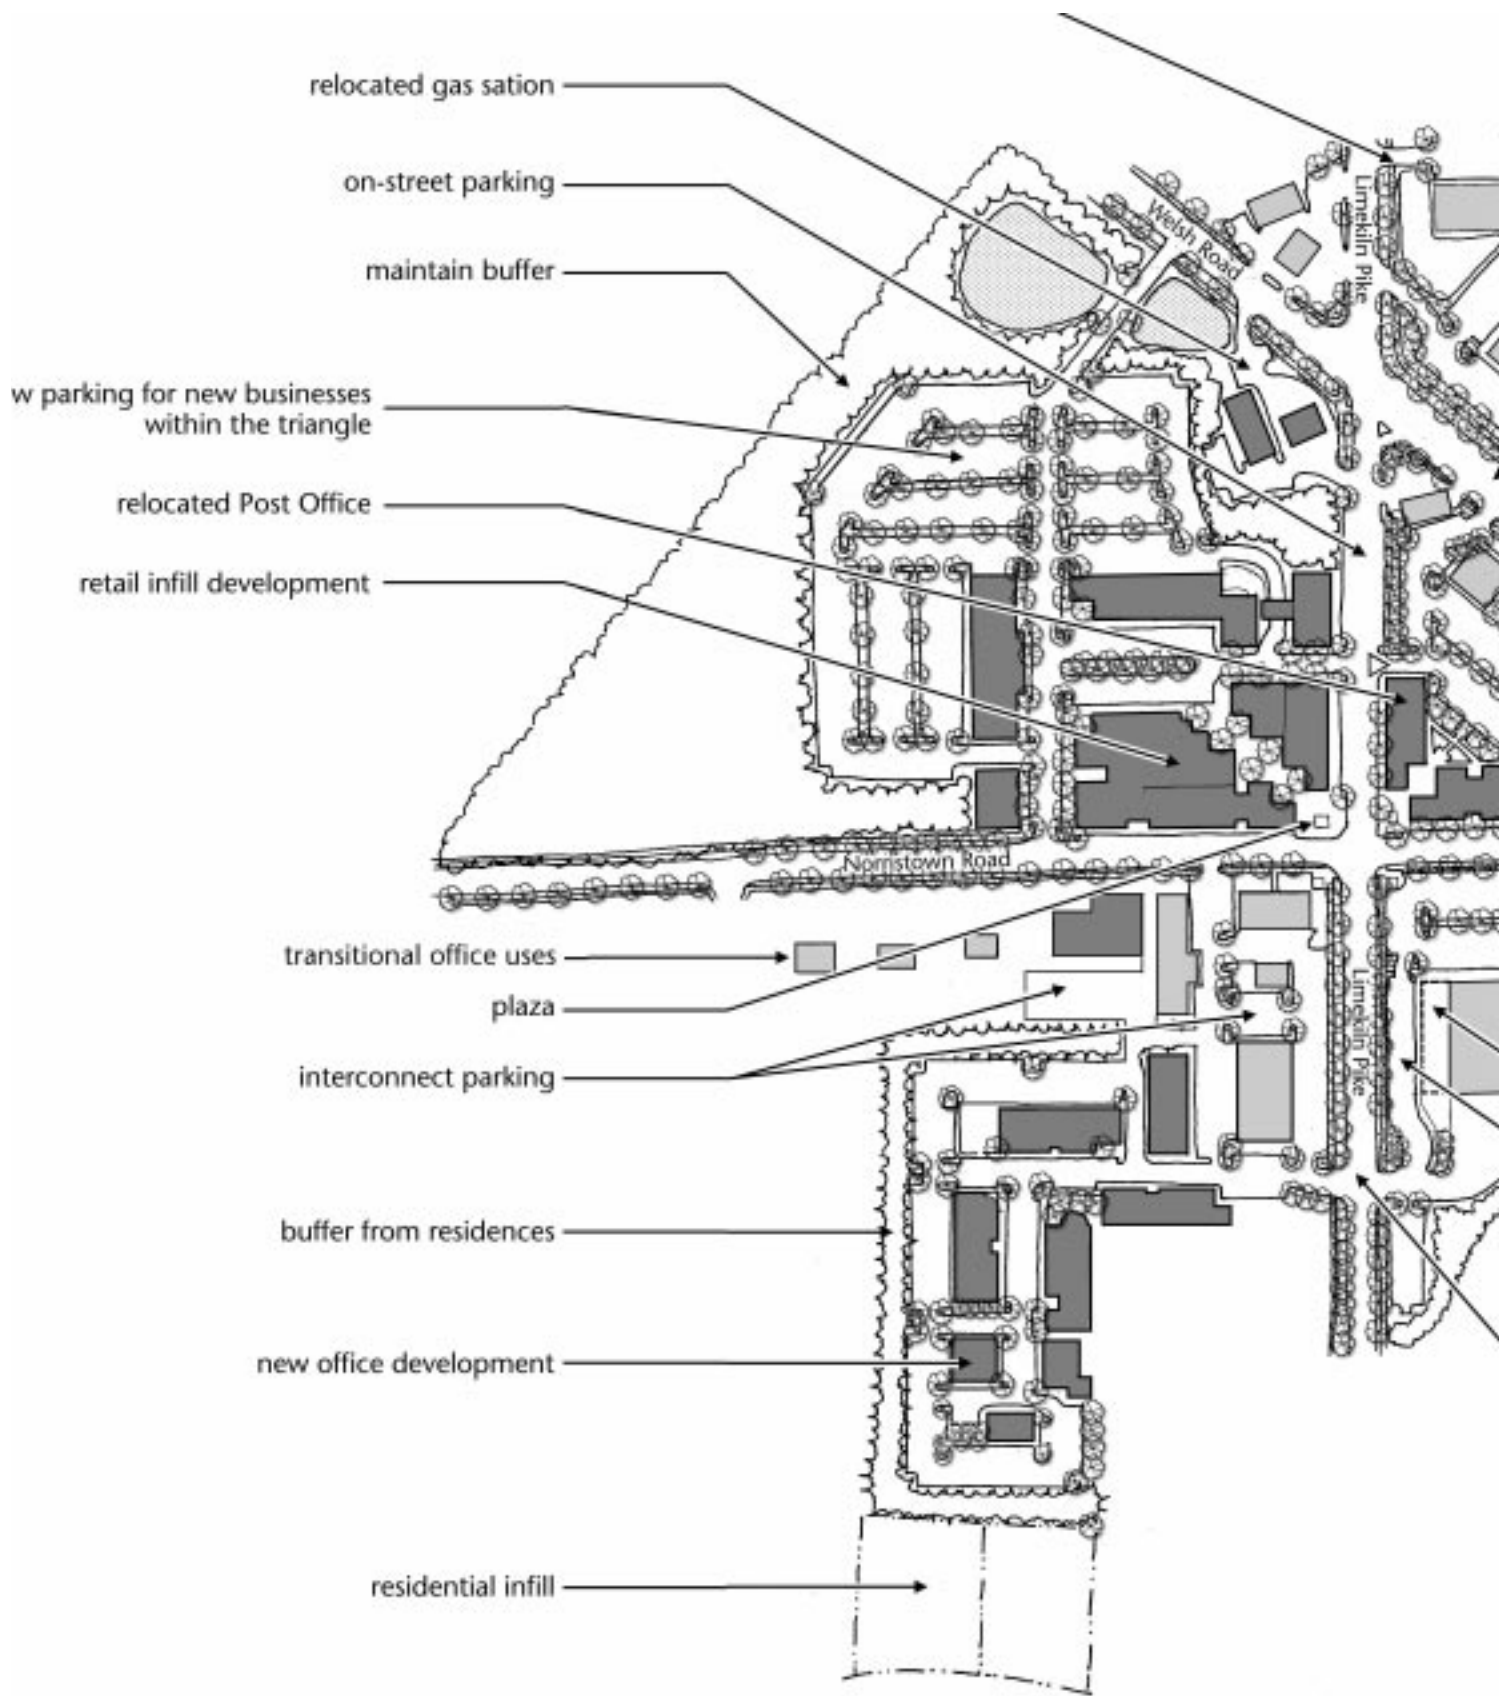 relocated gas sation
on-street parking
maintain buffer
w parking for new businesses
within the triangle
relocated Post Office
retail infill development
Welsh Road
Limekiln Pike
Norristown Road
transitional office uses
plaza
interconnect parking
Limekiln Pike
buffer from residences
new office development
residential infill